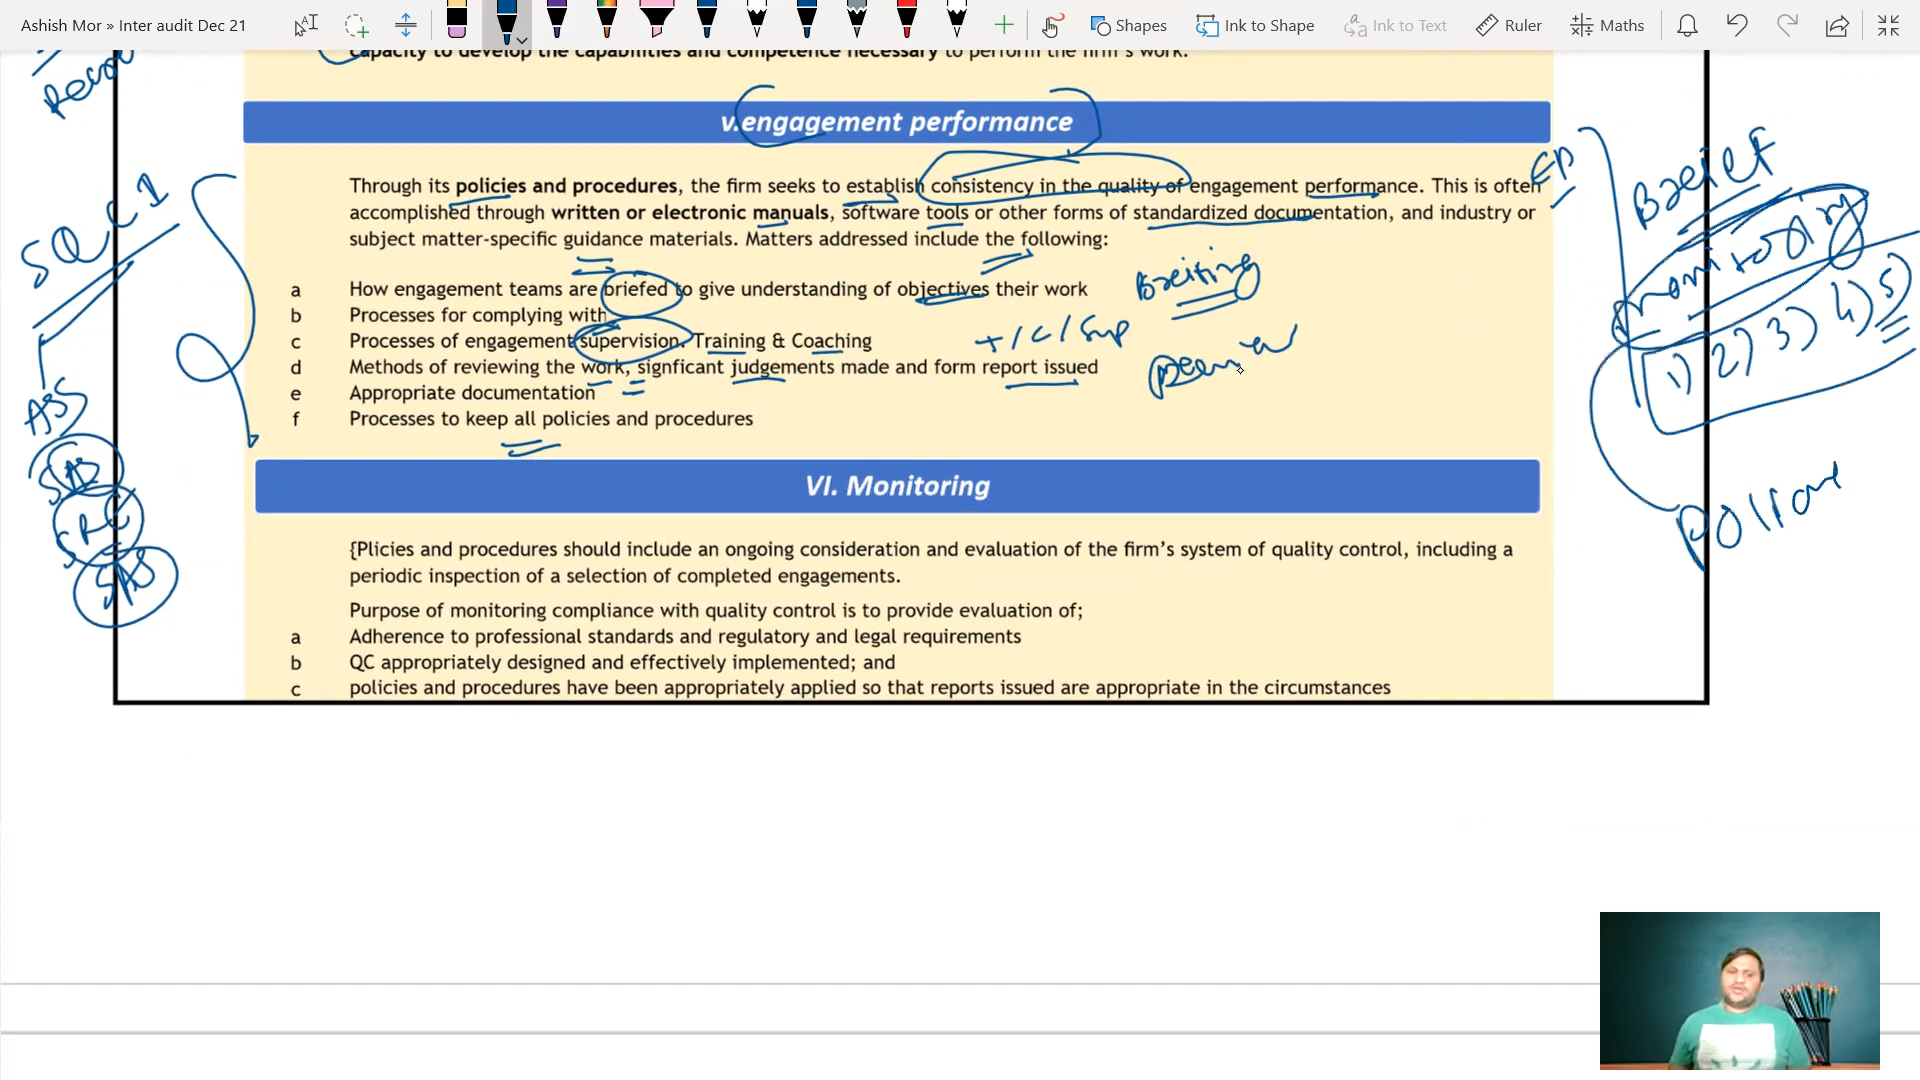 Ashish Mor » Inter audit Dec 21
Shapes
Ink to Shape
Ink to Text
Ruler
Maths
capacity to develop the capabilities and competence necessary to perform the firm's work.
v.engagement performance
Through its policies and procedures, the firm seeks to establish consistency in the quality of engagement performance. This is often
accomplished through written or electronic manuals, software tools or other forms of standardized documentation, and industry or
subject matter-specific guidance materials. Matters addressed include the following:
a How engagement teams are briefed to give understanding of objectives their work
b Processes for complying with
c Processes of engagement supervision. Training & Coaching
d Methods of reviewing the work, signficant judgements made and form report issued
e Appropriate documentation
f Processes to keep all policies and procedures
VI. Monitoring
{Plicies and procedures should include an ongoing consideration and evaluation of the firm's system of quality control, including a
periodic inspection of a selection of completed engagements.
Purpose of monitoring compliance with quality control is to provide evaluation of;
a Adherence to professional standards and regulatory and legal requirements
b QC appropriately designed and effectively implemented; and
c policies and procedures have been appropriately applied so that reports issued are appropriate in the circumstances
SQC 1
EP
Brief
monitoring
1) 2) 3) 4) 5)
T/C/Sup